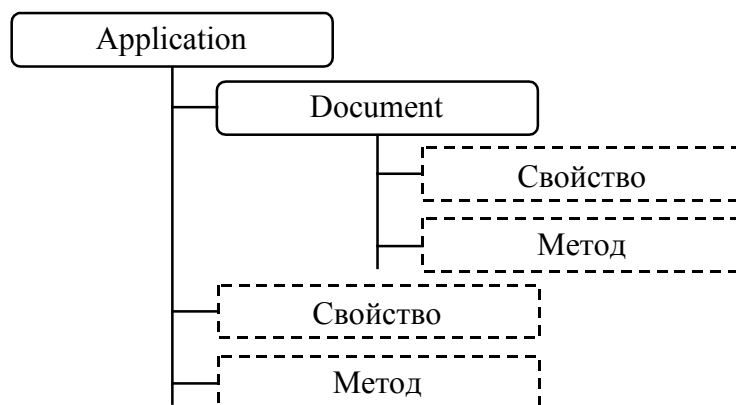 Application
Document
Свойство
Метод
Свойство
Метод